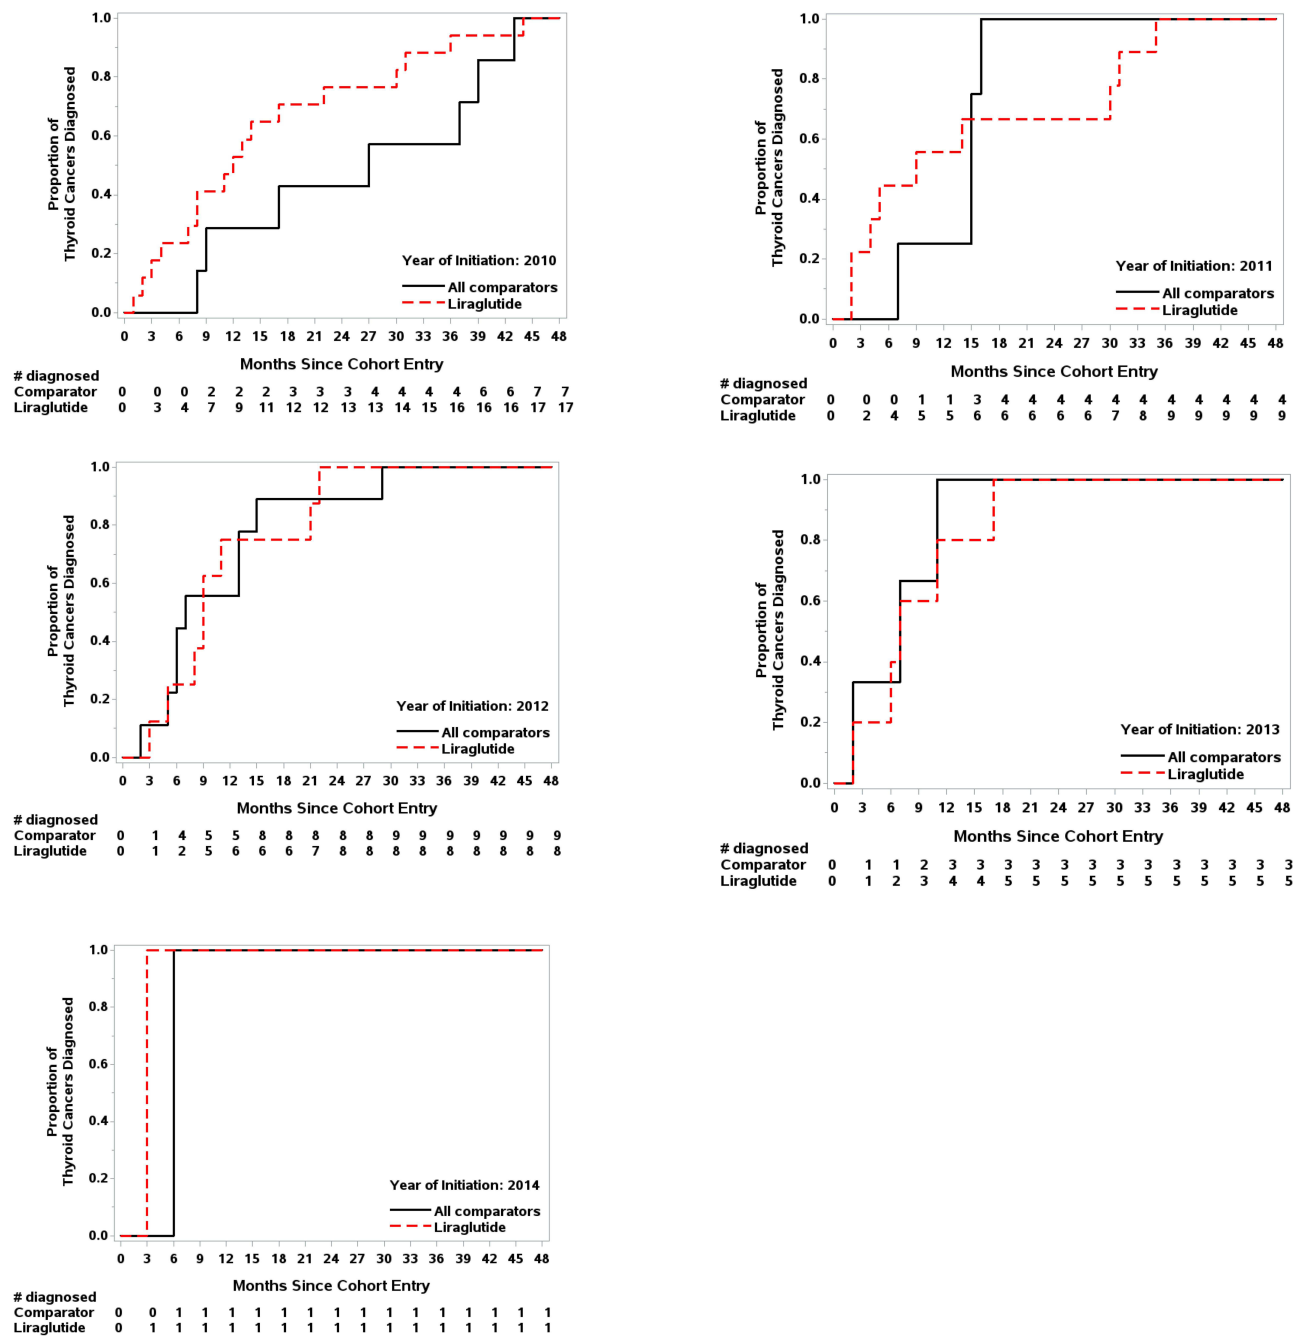 1.0
0.8
0.6
0.4
0.2
0.0
Proportion of
Thyroid Cancers Diagnosed
Year of Initiation: 2010
All comparators
Liraglutide
0 3 6 9 12 15 18 21 24 27 30 33 36 39 42 45 48
Months Since Cohort Entry
# diagnosed
Comparator 0 0 0 2 2 2 3 3 3 4 4 4 4 6 6 7 7
Liraglutide 0 3 4 7 9 11 12 12 13 13 14 15 16 16 16 17 17
1.0
0.8
0.6
0.4
0.2
0.0
Proportion of
Thyroid Cancers Diagnosed
Year of Initiation: 2011
All comparators
Liraglutide
0 3 6 9 12 15 18 21 24 27 30 33 36 39 42 45 48
Months Since Cohort Entry
# diagnosed
Comparator 0 0 0 1 1 3 4 4 4 4 4 4 4 4 4 4 4
Liraglutide 0 2 4 5 5 6 6 6 6 6 7 8 9 9 9 9 9
1.0
0.8
0.6
0.4
0.2
0.0
Proportion of
Thyroid Cancers Diagnosed
Year of Initiation: 2012
All comparators
Liraglutide
0 3 6 9 12 15 18 21 24 27 30 33 36 39 42 45 48
Months Since Cohort Entry
# diagnosed
Comparator 0 1 4 5 5 8 8 8 8 8 9 9 9 9 9 9 9
Liraglutide 0 1 2 5 6 6 6 7 8 8 8 8 8 8 8 8 8
1.0
0.8
0.6
0.4
0.2
0.0
Proportion of
Thyroid Cancers Diagnosed
Year of Initiation: 2013
All comparators
Liraglutide
0 3 6 9 12 15 18 21 24 27 30 33 36 39 42 45 48
Months Since Cohort Entry
# diagnosed
Comparator 0 1 1 2 3 3 3 3 3 3 3 3 3 3 3 3 3
Liraglutide 0 1 2 3 4 4 5 5 5 5 5 5 5 5 5 5 5
1.0
0.8
0.6
0.4
0.2
0.0
Proportion of
Thyroid Cancers Diagnosed
Year of Initiation: 2014
All comparators
Liraglutide
0 3 6 9 12 15 18 21 24 27 30 33 36 39 42 45 48
Months Since Cohort Entry
# diagnosed
Comparator 0 0 1 1 1 1 1 1 1 1 1 1 1 1 1 1 1
Liraglutide 0 1 1 1 1 1 1 1 1 1 1 1 1 1 1 1 1